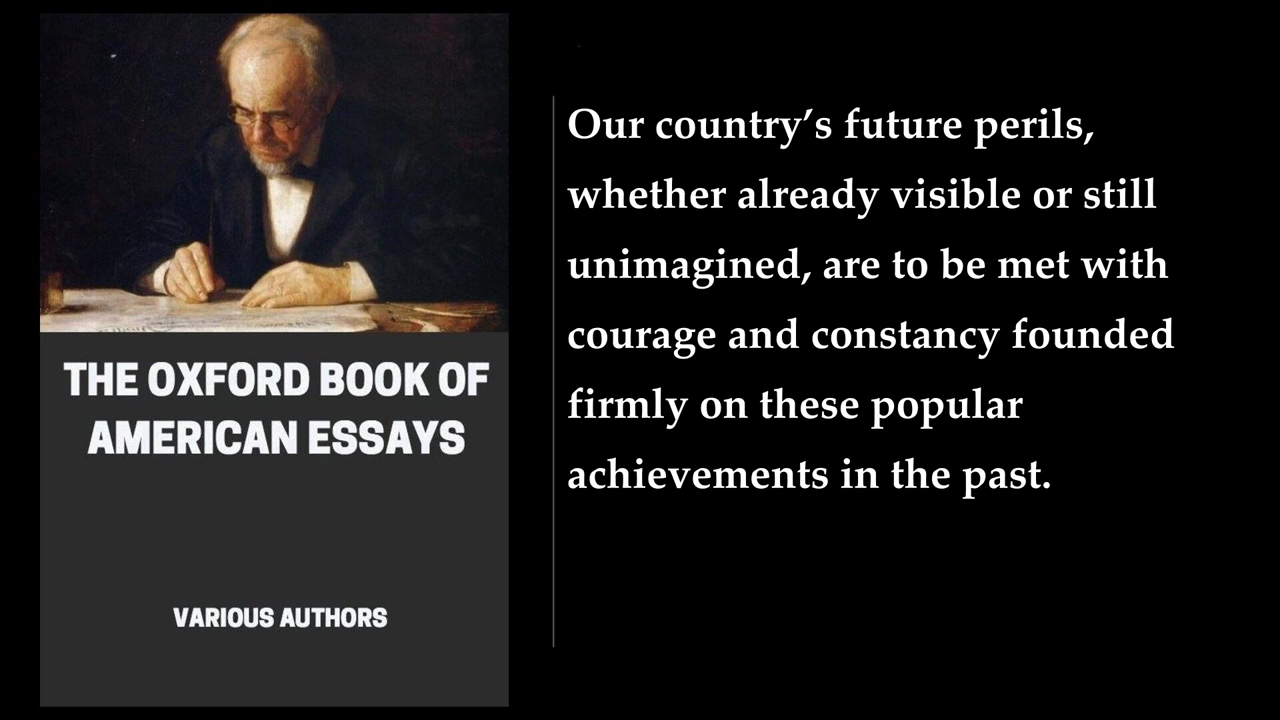 THE OXFORD BOOK OF
AMERICAN ESSAYS
VARIOUS AUTHORS
Our country’s future perils,
whether already visible or still
unimagined, are to be met with
courage and constancy founded
firmly on these popular
achievements in the past.